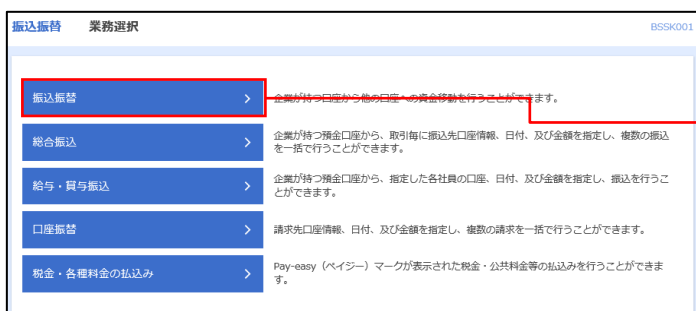 振込振替 業務選択 BSSK001
振込振替 企業が持つ口座から他の口座への資金移動を行うことができます。
総合振込 企業が持つ預金口座から、取引毎に振込先口座情報、日付、及び金額を指定し、複数の振込
を一括で行うことができます。
給与・賞与振込 企業が持つ預金口座から、指定した各社員の口座、日付、及び金額を指定し、振込を行うこ
とができます。
口座振替 請求先口座情報、日付、及び金額を指定し、複数の請求を一括で行うことができます。
税金・各種料金の払込み Pay-easy（ペイジー）マークが表示された税金・公共料金等の払込みを行うことができま
す。